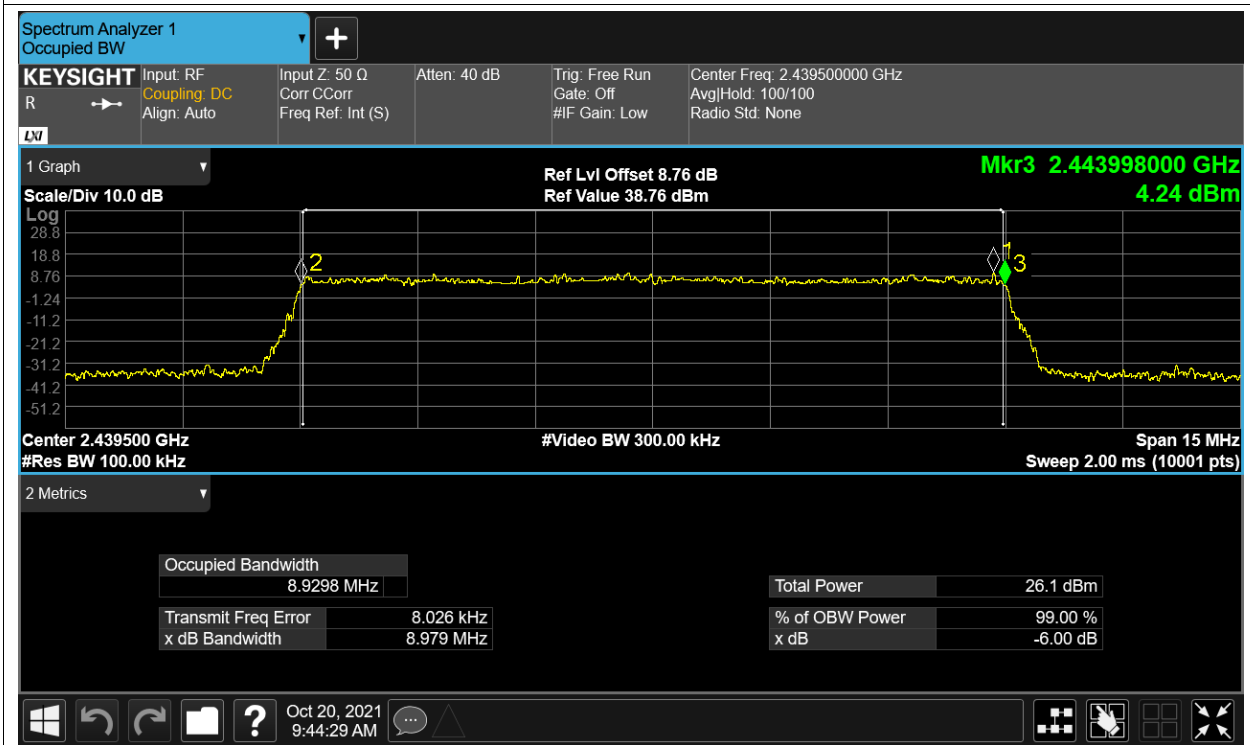 Spectrum Analyzer 1
Occupied BW
+
KEYSIGHT
R
LXI
Input: RF
Coupling: DC
Align: Auto
Input Z: 50 Ω
Corr CCorr
Freq Ref: Int (S)
Atten: 40 dB
Trig: Free Run
Gate: Off
#IF Gain: Low
Center Freq: 2.439500000 GHz
Avg|Hold: 100/100
Radio Std: None
1 Graph
Scale/Div 10.0 dB
Ref Lvl Offset 8.76 dB
Ref Value 38.76 dBm
Mkr3 2.443998000 GHz
4.24 dBm
Log
28.8
18.8
8.76
-1.24
-11.2
-21.2
-31.2
-41.2
-51.2
2
1
3
Center 2.439500 GHz
#Video BW 300.00 kHz
Span 15 MHz
#Res BW 100.00 kHz
Sweep 2.00 ms (10001 pts)
2 Metrics
Occupied Bandwidth
8.9298 MHz
Total Power 26.1 dBm
Transmit Freq Error 8.026 kHz
% of OBW Power 99.00 %
x dB Bandwidth 8.979 MHz
x dB -6.00 dB
?
Oct 20, 2021
9:44:29 AM